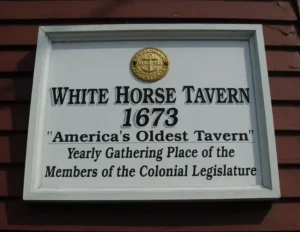 WHITE HORSE TAVERN
1673
"America's Oldest Tavern"
Yearly Gathering Place of the
Members of the Colonial Legislature